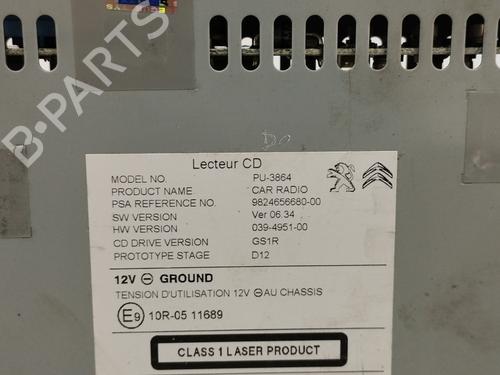 B-PARTS
Lecteur CD
MODEL NO. PU-3864
PRODUCT NAME CAR RADIO
PSA REFERENCE NO. 9824656680-00
SW VERSION Ver 06.34
HW VERSION 039-4951-00
CD DRIVE VERSION GS1R
PROTOTYPE STAGE D12
12V ⊖ GROUND
TENSION D'UTILISATION 12V ⊖ AU CHASSIS
E9 10R-05 11689
CLASS 1 LASER PRODUCT